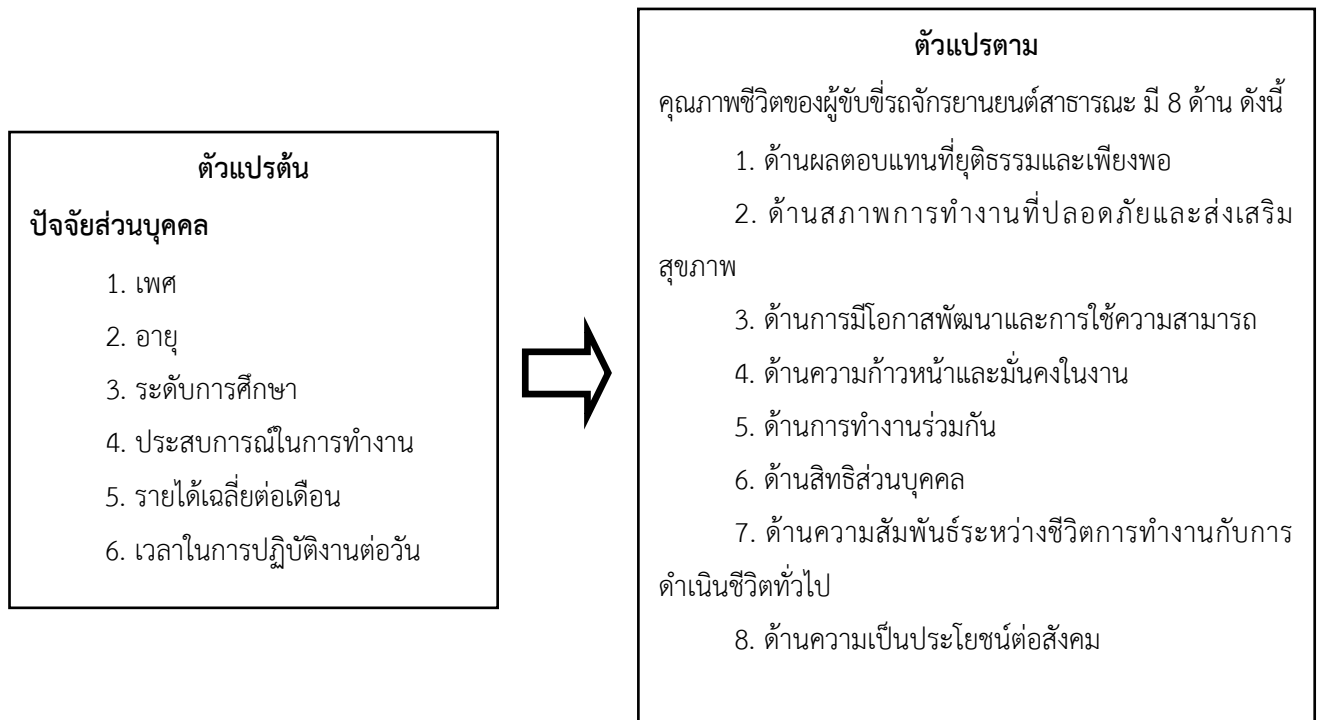 ตัวแปรต้น
ปัจจัยส่วนบุคคล
1. เพศ
2. อายุ
3. ระดับการศึกษา
4. ประสบการณ์ในการทำงาน
5. รายได้เฉลี่ยต่อเดือน
6. เวลาในการปฏิบัติงานต่อวัน
ตัวแปรตาม
คุณภาพชีวิตของผู้ขับขี่รถจักรยานยนต์สาธารณะ มี 8 ด้าน ดังนี้
1. ด้านผลตอบแทนที่ยุติธรรมและเพียงพอ
2. ด้านสภาพการทำงานที่ปลอดภัยและส่งเสริม
สุขภาพ
3. ด้านการมีโอกาสพัฒนาและการใช้ความสามารถ
4. ด้านความก้าวหน้าและมั่นคงในงาน
5. ด้านการทำงานร่วมกัน
6. ด้านสิทธิส่วนบุคคล
7. ด้านความสัมพันธ์ระหว่างชีวิตการทำงานกับการ
ดำเนินชีวิตทั่วไป
8. ด้านความเป็นประโยชน์ต่อสังคม